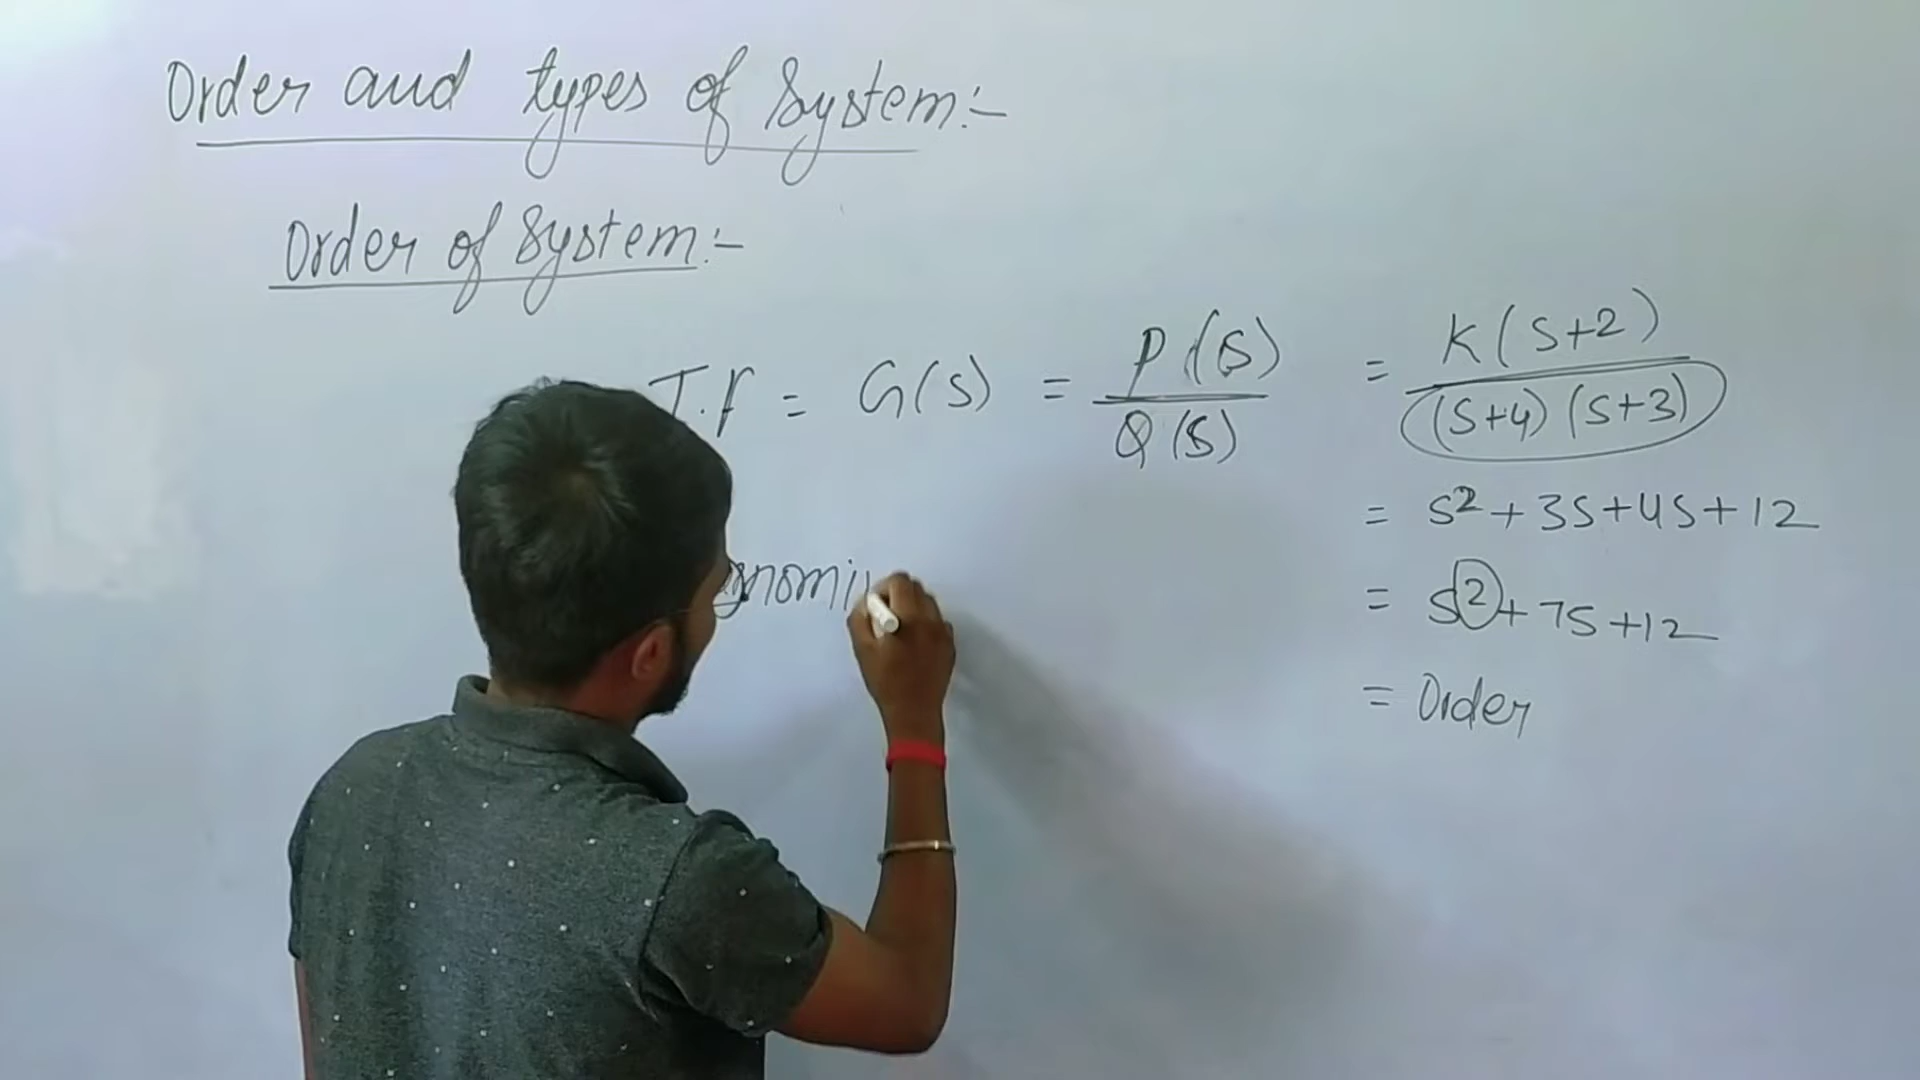 Order and types of System:-
Order of System:-
T.F = G(s) = P(s) / Q(s) = K(s+2) / (s+4)(s+3)
= s² + 3s + 4s + 12
= s² + 7s + 12
= Order